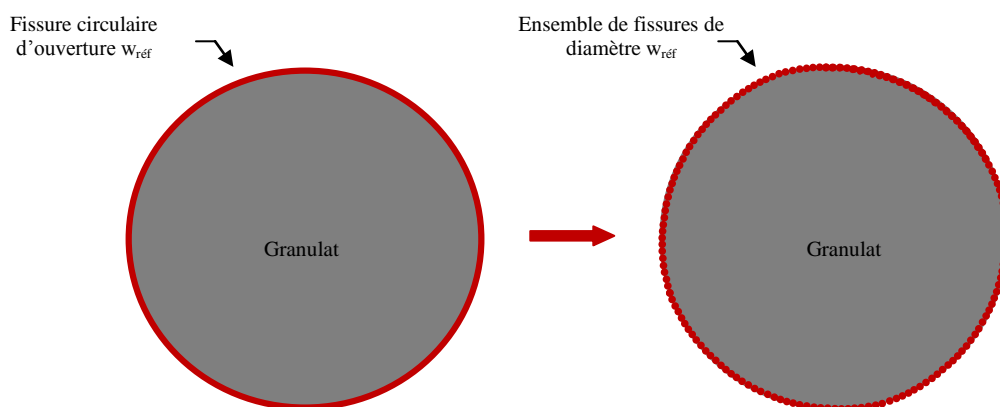 Fissure circulaire
d’ouverture wréf
Ensemble de fissures de
diamètre wréf
Granulat
Granulat